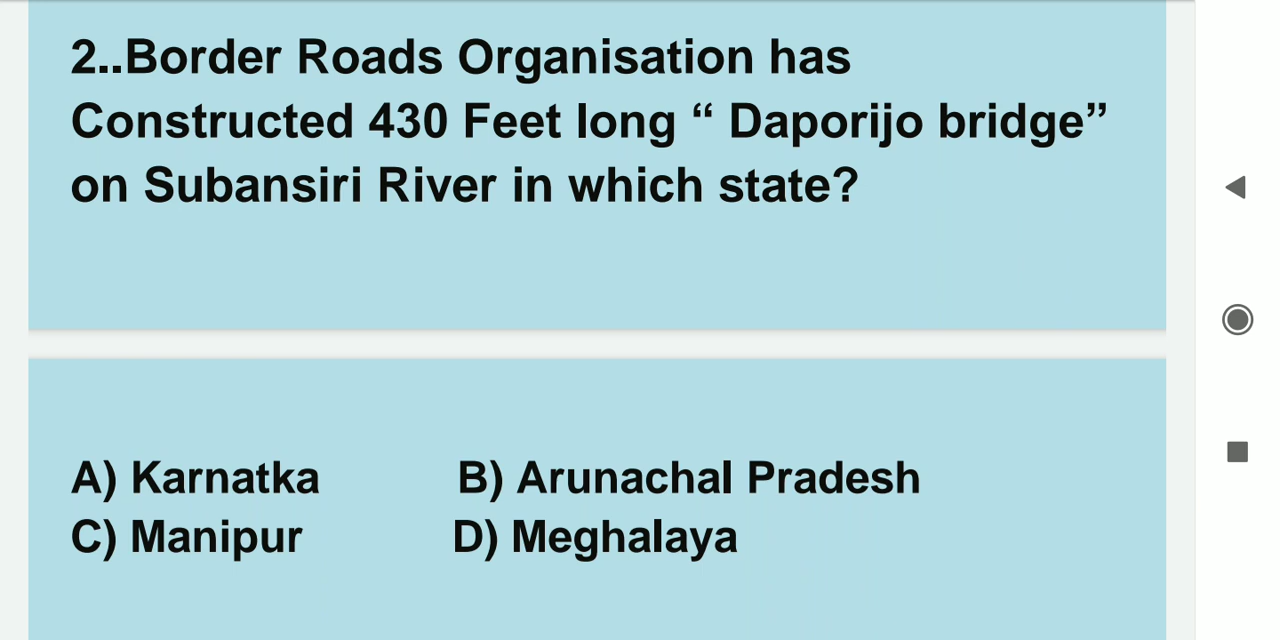 2..Border Roads Organisation has
Constructed 430 Feet long “ Daporijo bridge”
on Subansiri River in which state?
A) Karnatka B) Arunachal Pradesh
C) Manipur D) Meghalaya